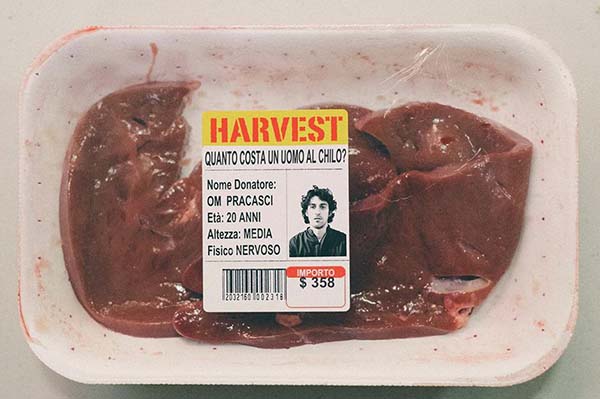 HARVEST
QUANTO COSTA UN UOMO AL CHILO?
Nome Donatore:
OM PRACASCI
Età: 20 ANNI
Altezza: MEDIA
Fisico NERVOSO
IMPORTO
$ 358